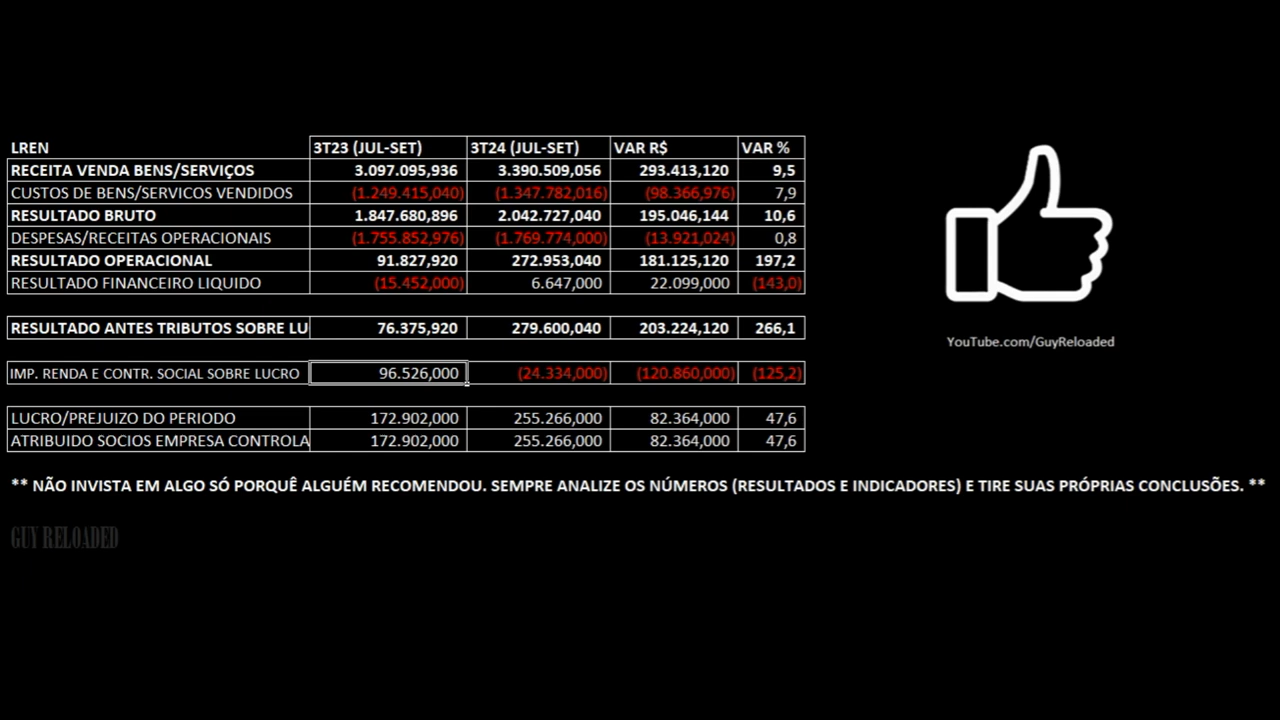 LREN 3T23 (JUL-SET) 3T24 (JUL-SET) VAR R$ VAR %
RECEITA VENDA BENS/SERVIÇOS 3.097.095,936 3.390.509,056 293.413,120 9,5
CUSTOS DE BENS/SERVICOS VENDIDOS (1.249.415,040) (1.347.782,016) (98.366,976) 7,9
RESULTADO BRUTO 1.847.680,896 2.042.727,040 195.046,144 10,6
DESPESAS/RECEITAS OPERACIONAIS (1.755.852,976) (1.769.774,000) (13.921,024) 0,8
RESULTADO OPERACIONAL 91.827,920 272.953,040 181.125,120 197,2
RESULTADO FINANCEIRO LIQUIDO (15.452,000) 6.647,000 22.099,000 (143,0)
RESULTADO ANTES TRIBUTOS SOBRE LU 76.375,920 279.600,040 203.224,120 266,1
YouTube.com/GuyReloaded
IMP. RENDA E CONTR. SOCIAL SOBRE LUCRO 96.526,000 (24.334,000) (120.860,000) (125,2)
LUCRO/PREJUIZO DO PERIODO 172.902,000 255.266,000 82.364,000 47,6
ATRIBUIDO SOCIOS EMPRESA CONTROLA 172.902,000 255.266,000 82.364,000 47,6
** NÃO INVISTA EM ALGO SÓ PORQUÊ ALGUÉM RECOMENDOU. SEMPRE ANALIZE OS NÚMEROS (RESULTADOS E INDICADORES) E TIRE SUAS PRÓPRIAS CONCLUSÕES. **
GUY RELOADED